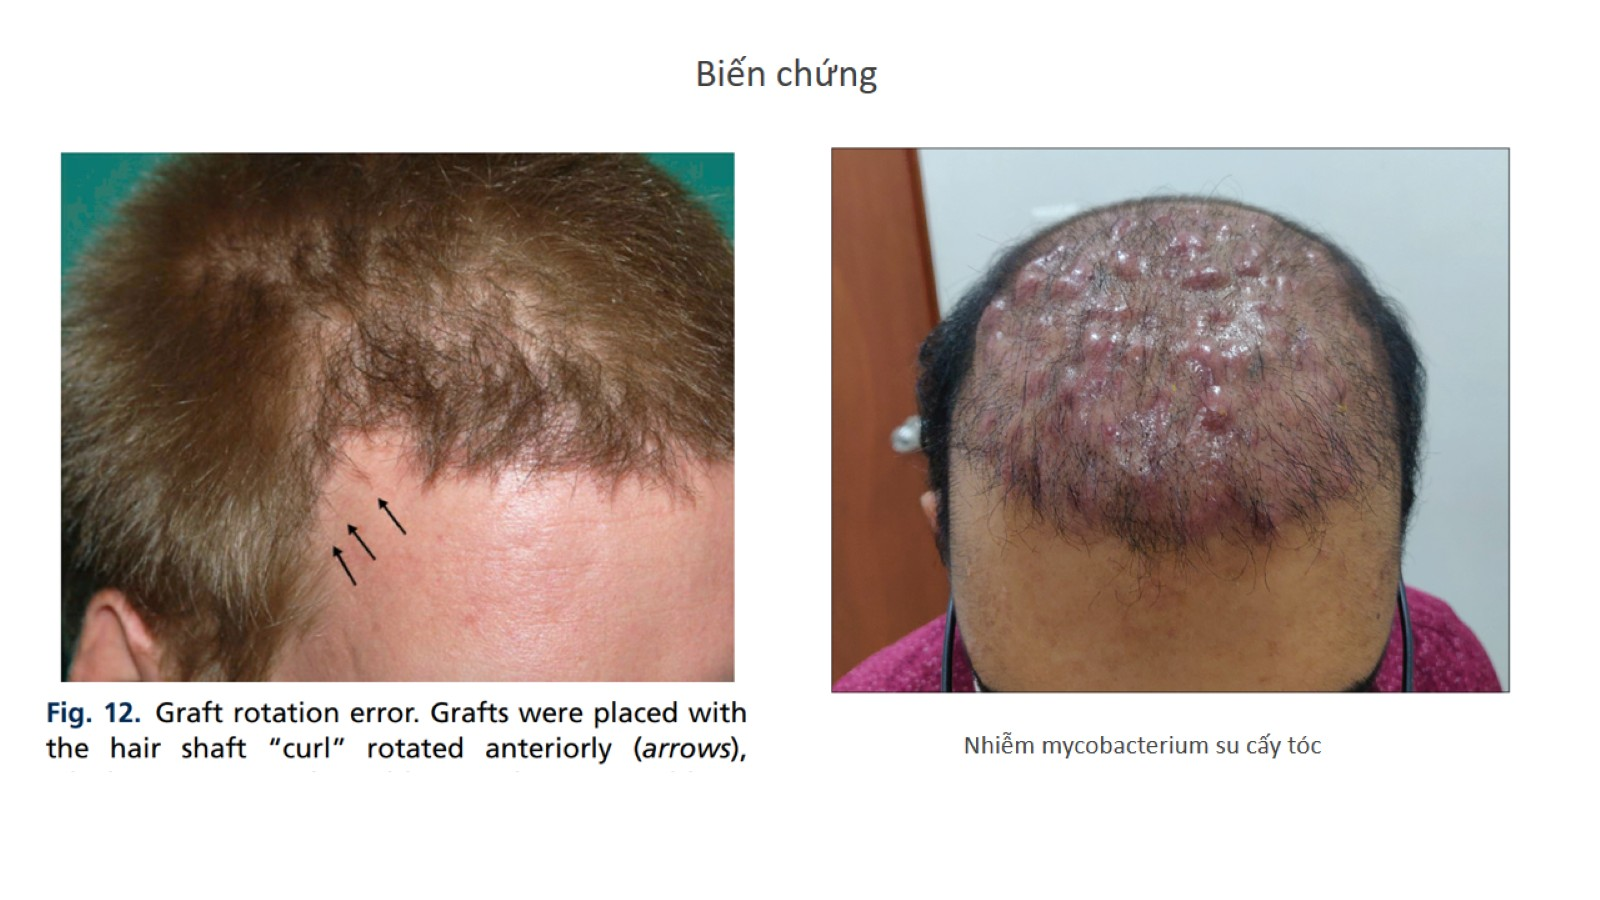 Biến chứng
Fig. 12. Graft rotation error. Grafts were placed with
the hair shaft “curl” rotated anteriorly (arrows),
Nhiễm mycobacterium su cấy tóc